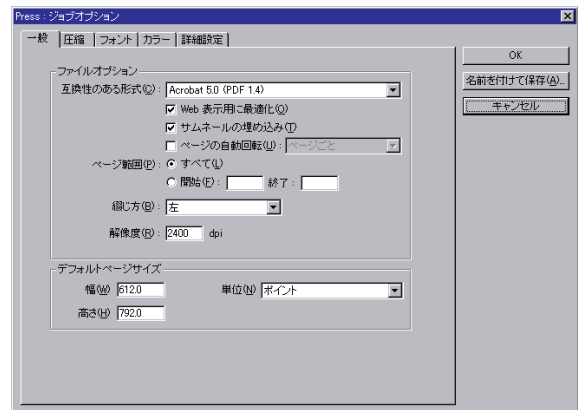 Press : ジョブオプション
一般 圧縮 フォント カラー 詳細設定
OK
名前を付けて保存(A)...
キャンセル
ファイルオプション
互換性のある形式(C) : Acrobat 5.0 (PDF 1.4)
Web 表示用に最適化(O)
サムネールの埋め込み(T)
ページの自動回転(U) : ページごと
ページ範囲(P) : すべて(L)
開始(F) : 終了 :
綴じ方(B) : 左
解像度(R) : 2400 dpi
デフォルトページサイズ
幅(W) 612.0 単位(N) ポイント
高さ(H) 792.0